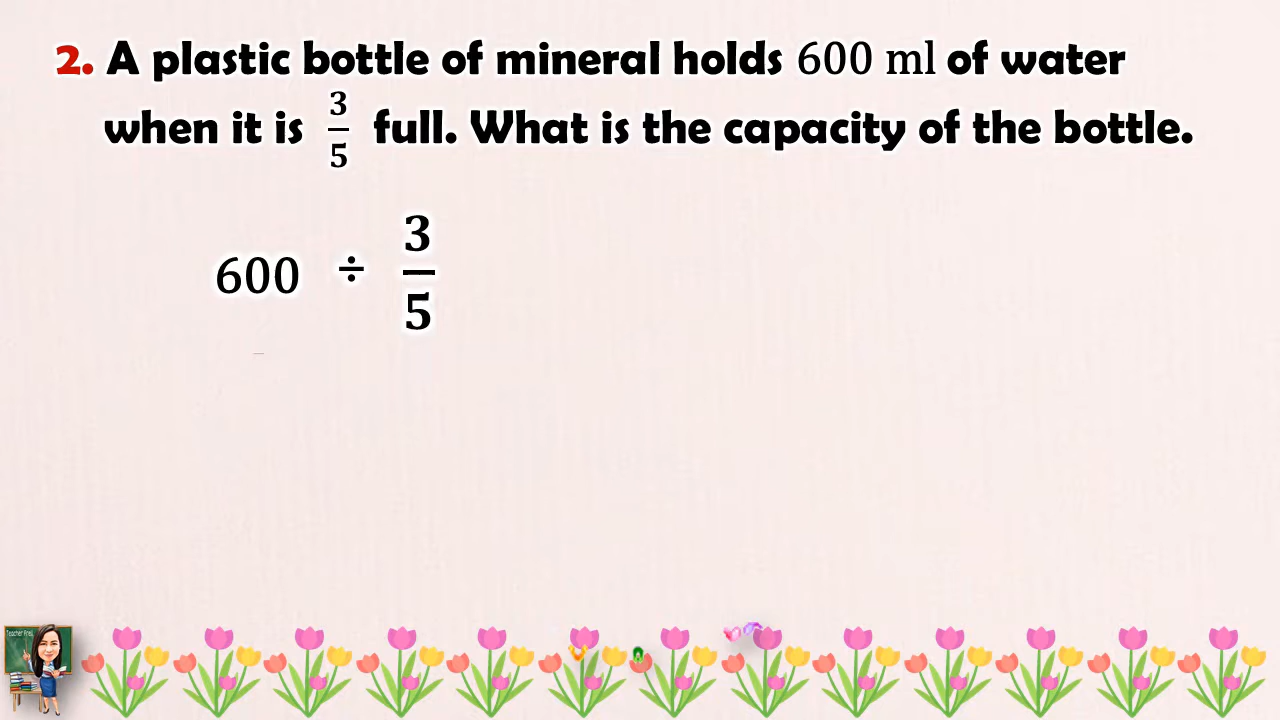 2. A plastic bottle of mineral holds 600 ml of water
when it is 3/5 full. What is the capacity of the bottle.
600 ÷ 3/5